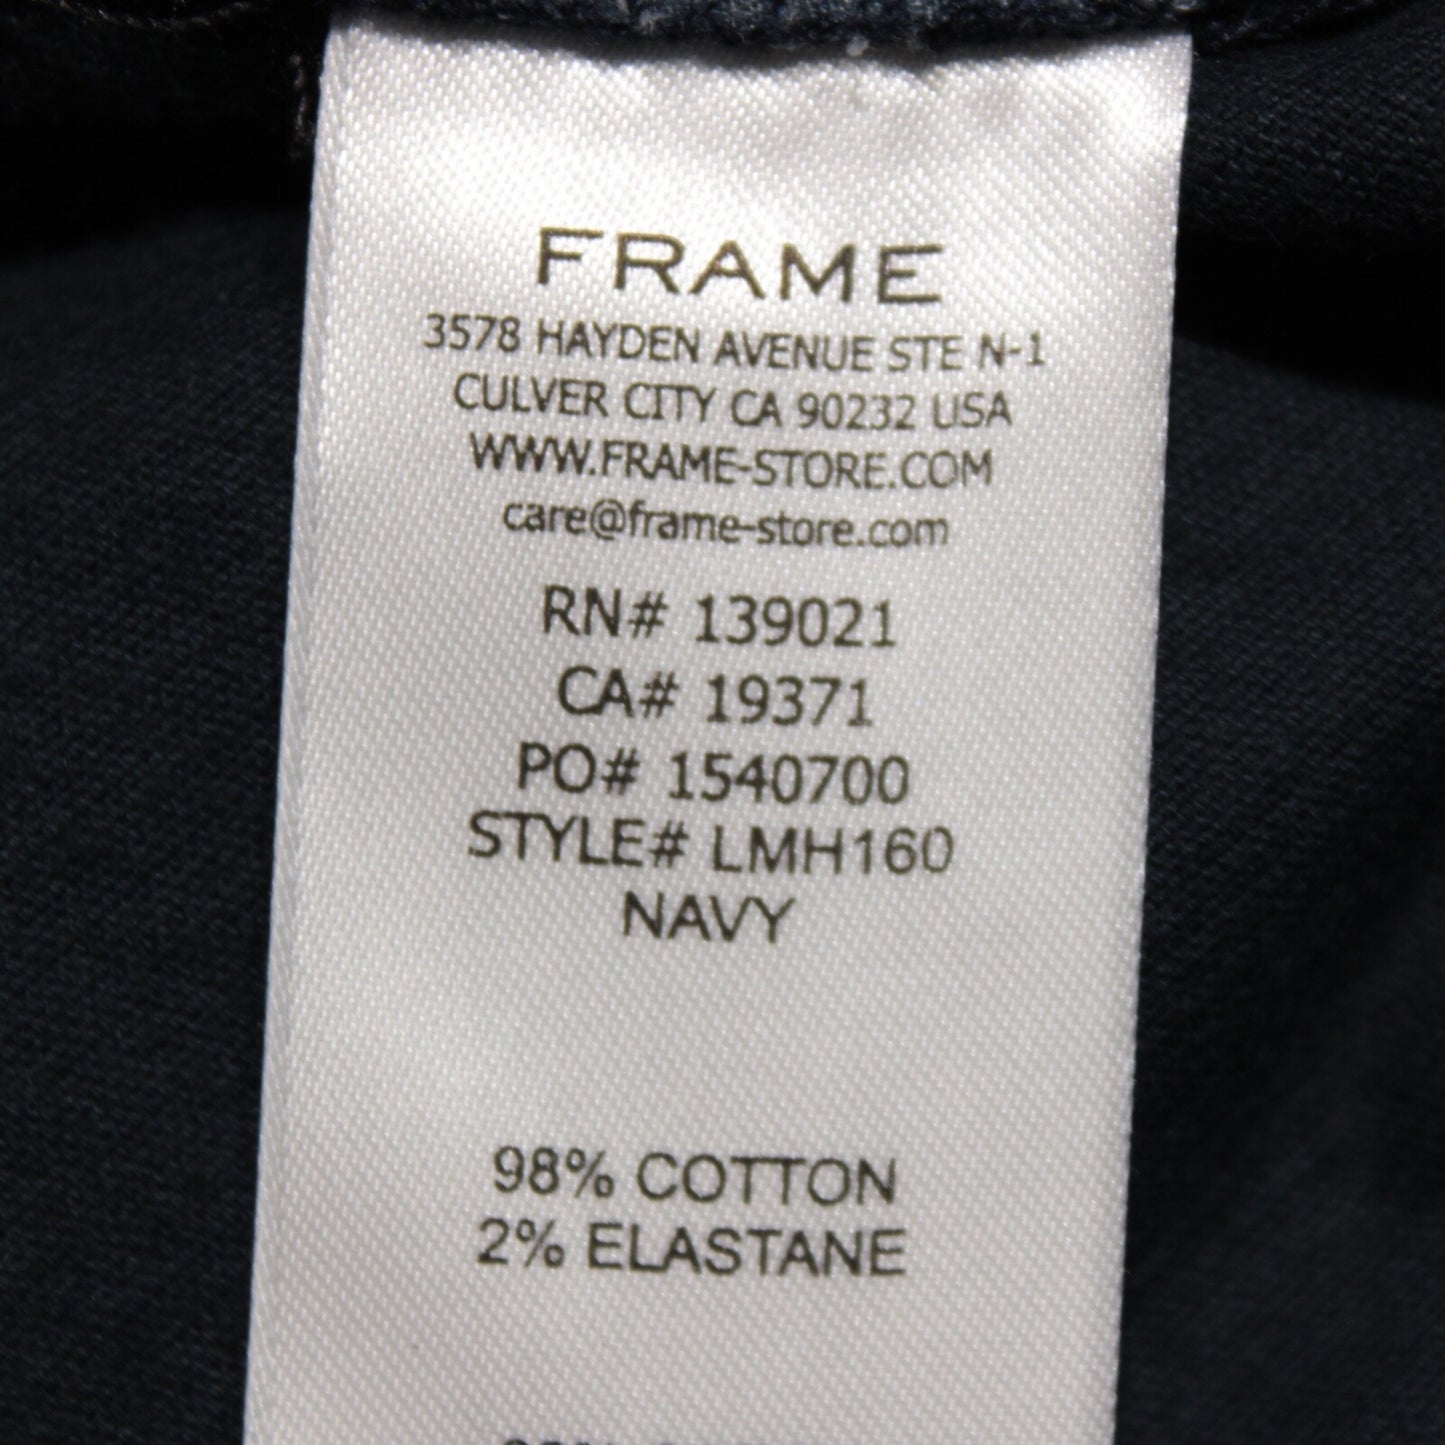 FRAME
3578 HAYDEN AVENUE STE N-1
CULVER CITY CA 90232 USA
WWW.FRAME-STORE.COM
care@frame-store.com
RN# 139021
CA# 19371
PO# 1540700
STYLE# LMH160
NAVY
98% COTTON
2% ELASTANE